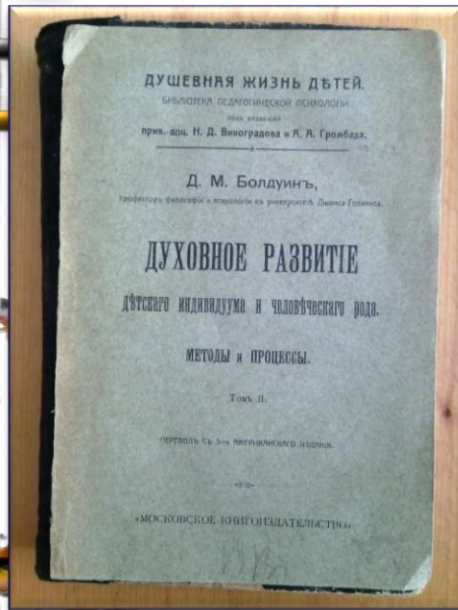 ДУШЕВНАЯ ЖИЗНЬ ДѢТЕЙ.
БИБЛІОТЕКА ПЕДАГОГИЧЕСКОЙ ПСИХОЛОГІИ
подъ редакціей
прив.-доц. Н. Д. Виноградова и А. А. Громбаха.
Д. М. Болдуинъ,
профессоръ философіи и психологіи въ университетѣ Джонса Гопкинса.
ДУХОВНОЕ РАЗВИТІЕ
дѣтскаго индивидуума и человѣческаго рода.
МЕТОДЫ и ПРОЦЕССЫ.
Томъ II.
ПЕРЕВОДЪ СЪ 3-го АМЕРИКАНСКАГО ИЗДАНІЯ.
«МОСКОВСКОЕ КНИГОИЗДАТЕЛЬСТВО»